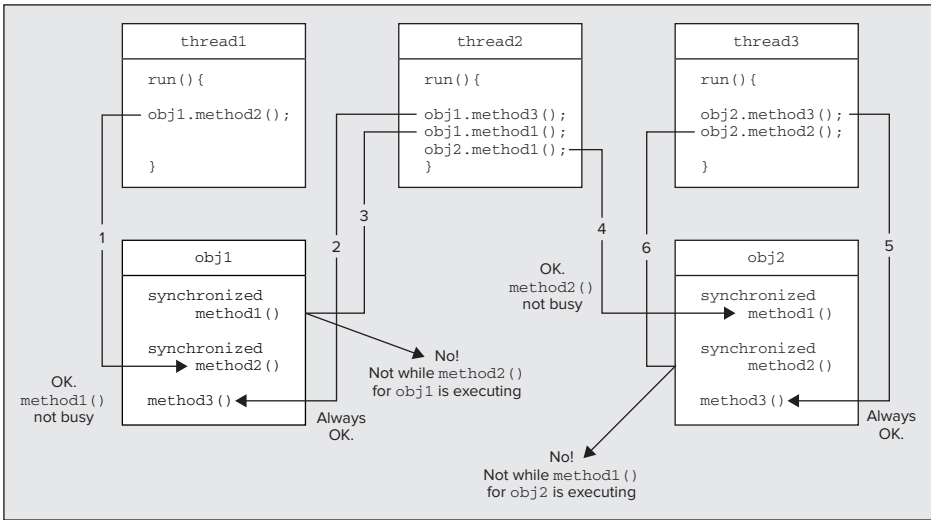 thread1
run(){
obj1.method2();
}
thread2
run(){
obj1.method3();
obj1.method1();
obj2.method1();
}
thread3
run(){
obj2.method3();
obj2.method2();
}
1
2
3
4
6
5
obj1
synchronized
method1()
synchronized
method2()
method3()
OK.
method1()
not busy
Always
OK.
No!
Not while method2()
for obj1 is executing
OK.
method2()
not busy
obj2
synchronized
method1()
synchronized
method2()
method3()
Always
OK.
No!
Not while method1()
for obj2 is executing